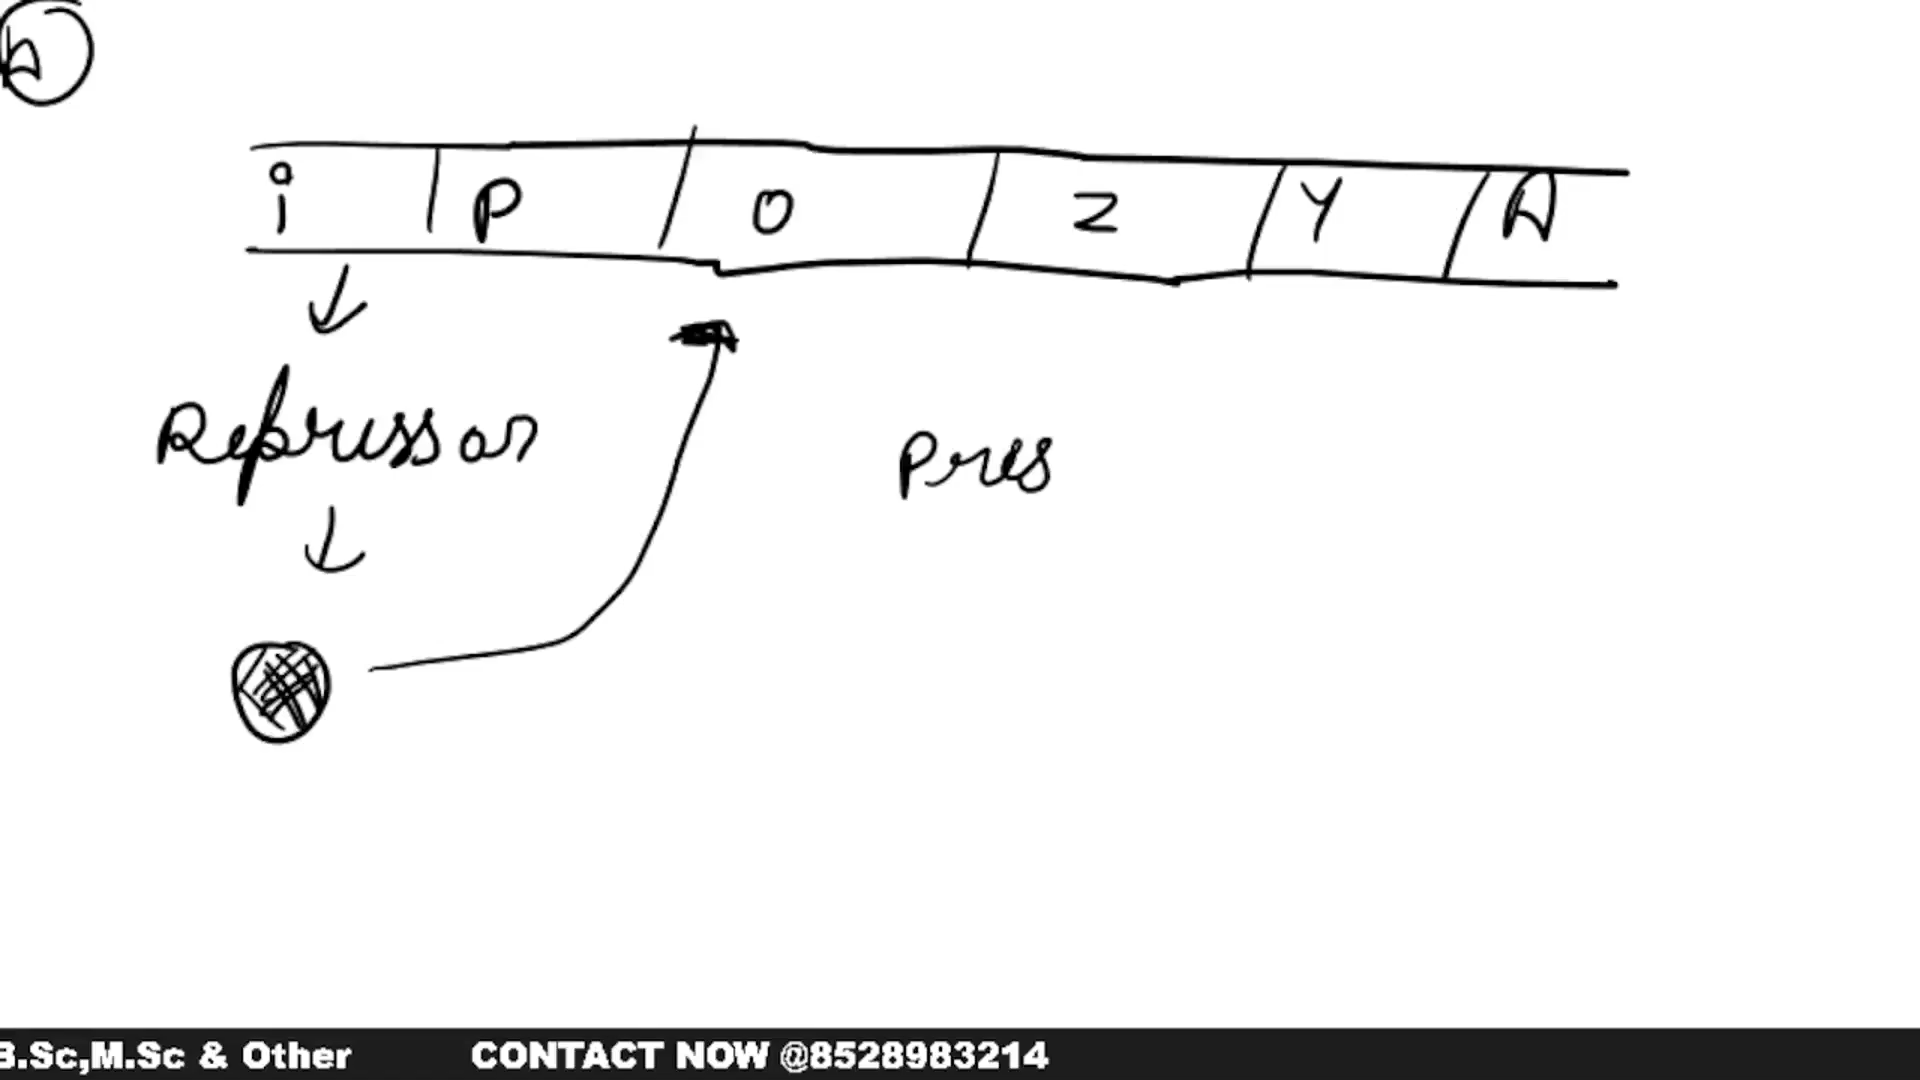 A
i P O Z Y A
Repressor
Pres
B.Sc,M.Sc & Other CONTACT NOW @8528983214